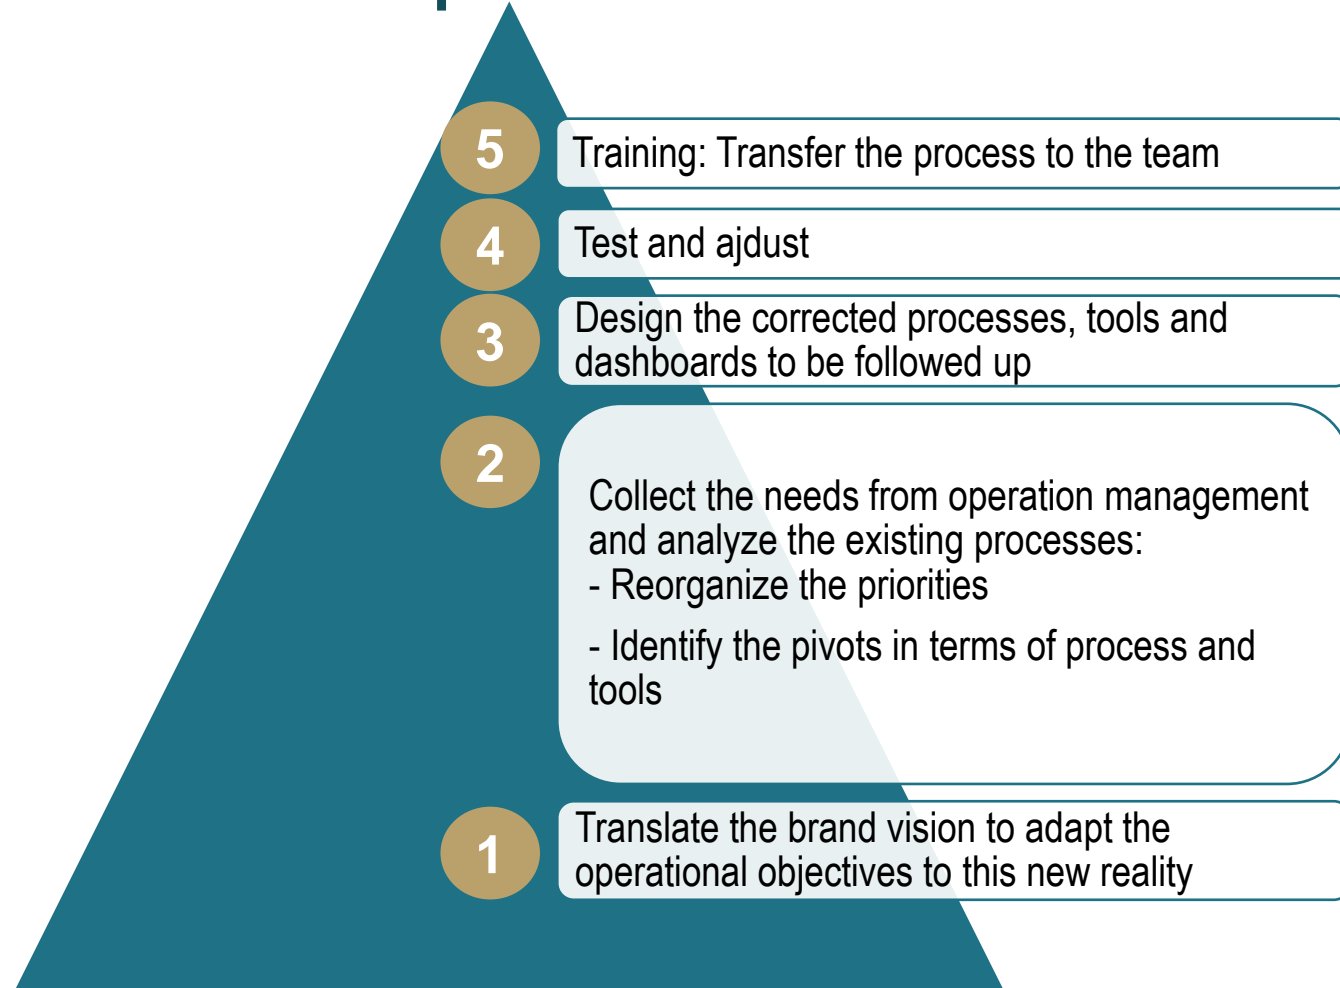 5
Training: Transfer the process to the team
4
Test and ajdust
3
Design the corrected processes, tools and
dashboards to be followed up
2
Collect the needs from operation management
and analyze the existing processes:
- Reorganize the priorities
- Identify the pivots in terms of process and
tools
1
Translate the brand vision to adapt the
operational objectives to this new reality